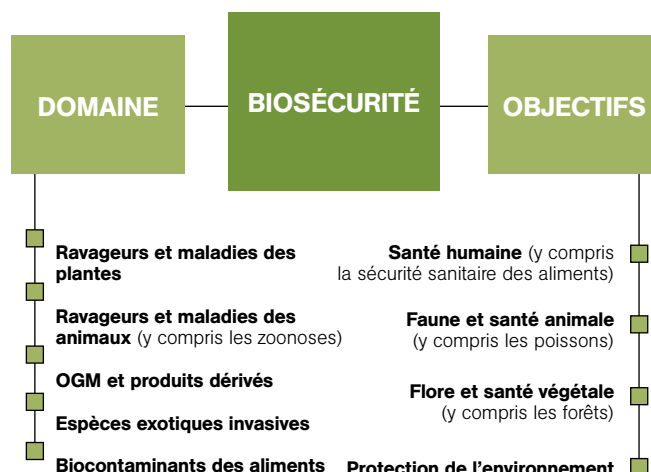 DOMAINE
BIOSÉCURITÉ
OBJECTIFS
Ravageurs et maladies des
plantes
Ravageurs et maladies des
animaux (y compris les zoonoses)
OGM et produits dérivés
Espèces exotiques invasives
Biocontaminants des aliments
Santé humaine (y compris
la sécurité sanitaire des aliments)
Faune et santé animale
(y compris les poissons)
Flore et santé végétale
(y compris les forêts)
Protection de l'environnement